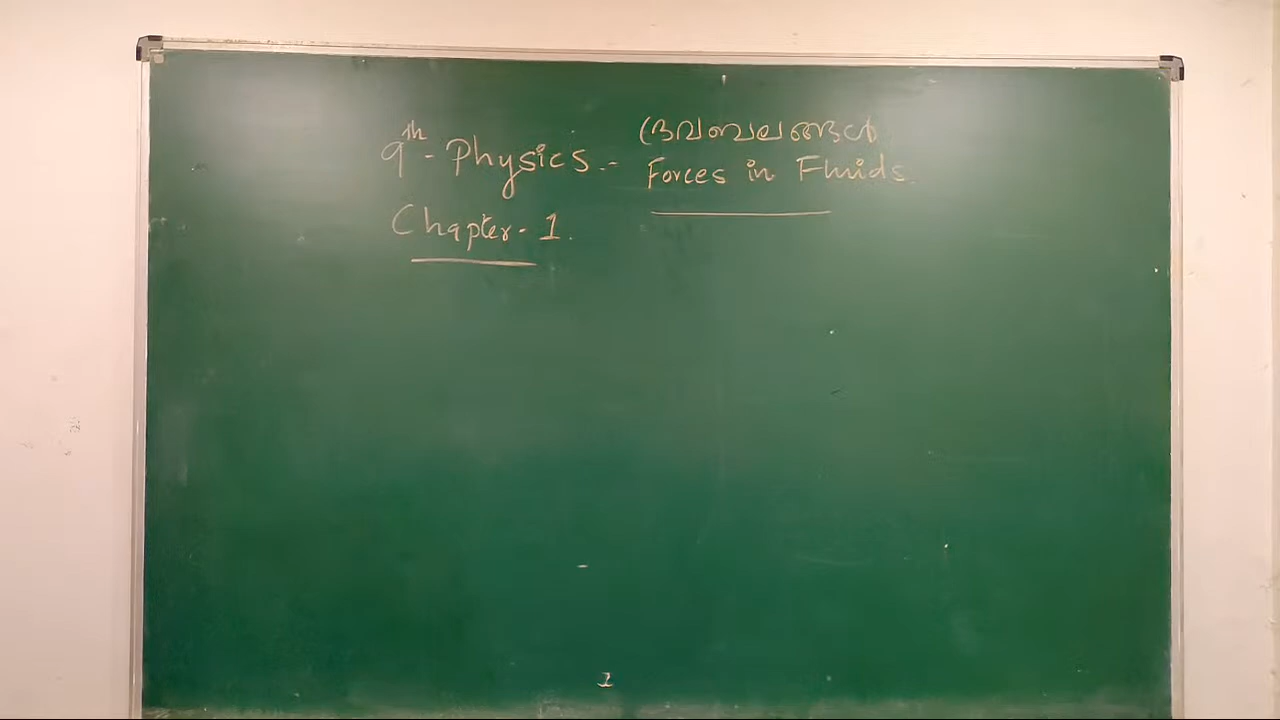 ദ്രവബലങ്ങൾ
9th - Physics - Forces in Fluids.
Chapter - 1.